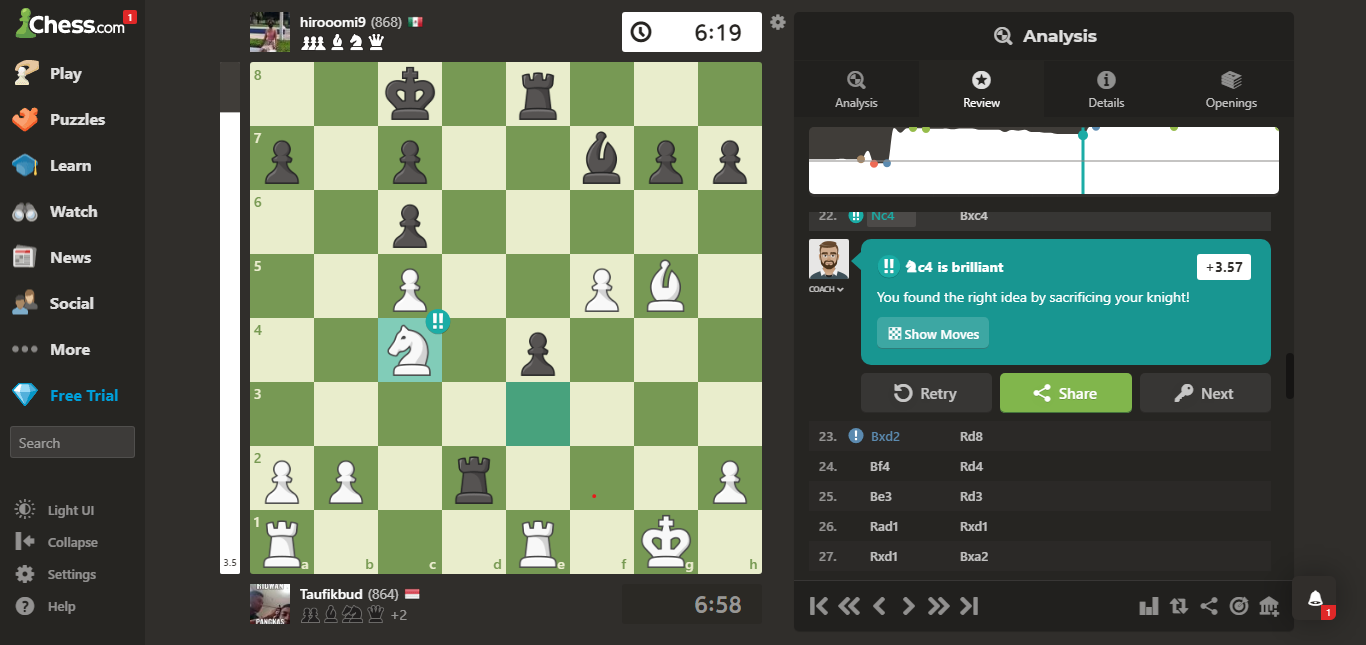 Chess.com 1
Play
Puzzles
Learn
Watch
News
Social
More
Free Trial
Search
Light UI
Collapse
Settings
Help
hirooomi9 (868)
6:19
8
7
6
5
4
3
2
1
a b c d e f g h
3.5
!!
Taufikbud (864)
+2
6:58
HIDWAN
PANGKAS
Analysis
Analysis Review Details Openings
22. !! Nc4 Bxc4
COACH
!! c4 is brilliant +3.57
You found the right idea by sacrificing your knight!
Show Moves
Retry Share Next
23. ! Bxd2 Rd8
24. Bf4 Rd4
25. Be3 Rd3
26. Rad1 Rxd1
27. Rxd1 Bxa2
1